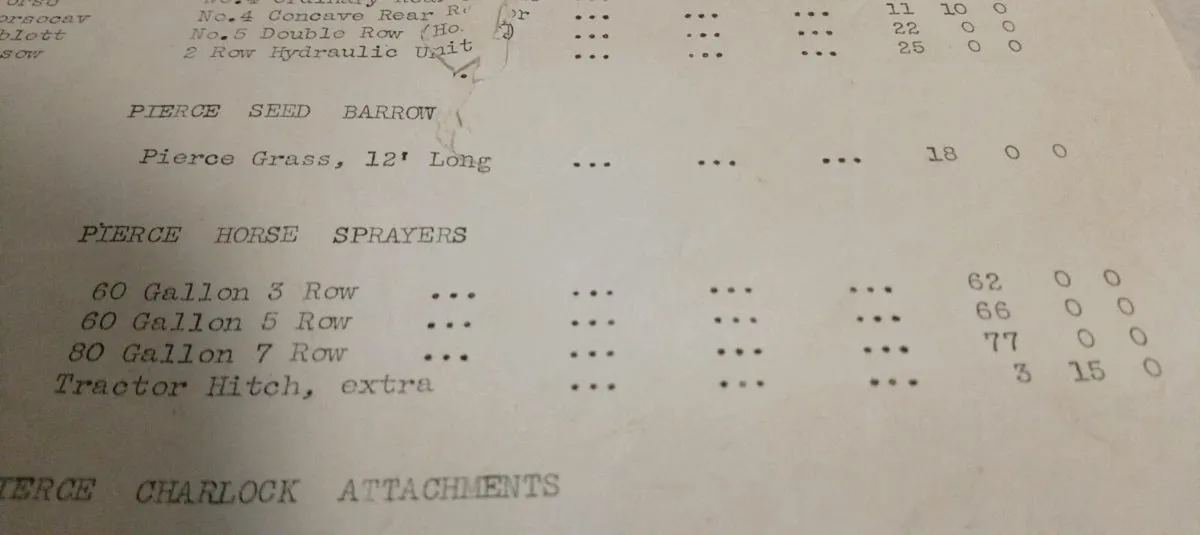 No.4 Concave Rear ... ... ... 11 10 0
No.5 Double Row (Ho. ... ... ... 22 0 0
2 Row Hydraulic Unit ... ... ... 25 0 0
PIERCE SEED BARROW
Pierce Grass, 12' Long ... ... ... 18 0 0
PIERCE HORSE SPRAYERS
60 Gallon 3 Row ... ... ... ... 62 0 0
60 Gallon 5 Row ... ... ... ... 66 0 0
80 Gallon 7 Row ... ... ... ... 77 0 0
Tractor Hitch, extra ... ... ... 3 15 0
PIERCE CHARLOCK ATTACHMENTS